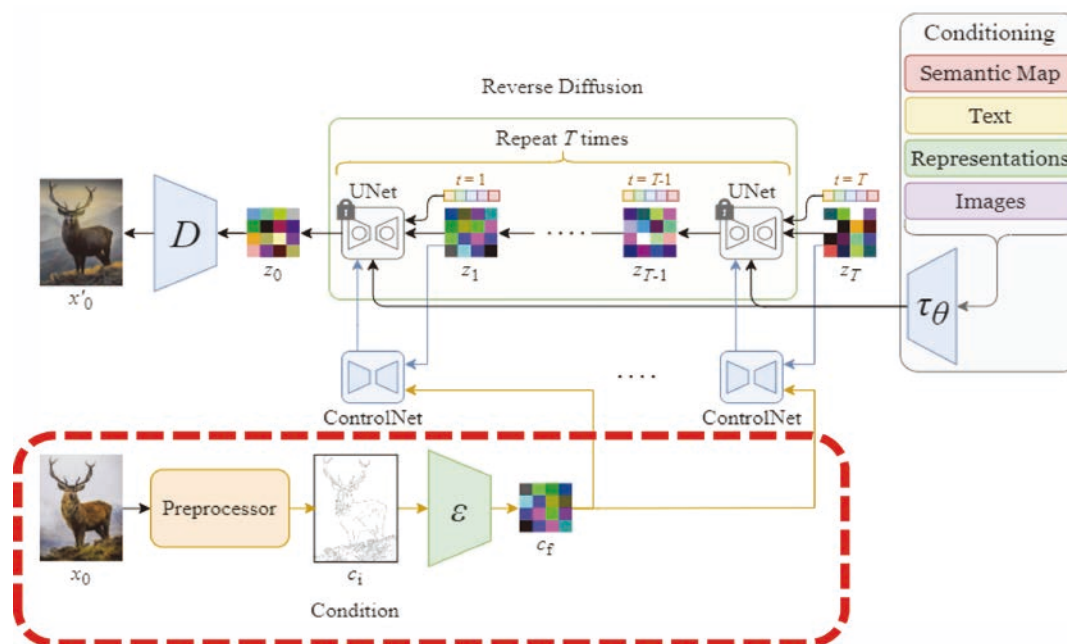 Conditioning
Semantic Map
Text
Representations
Images
τθ
Reverse Diffusion
Repeat T times
UNet
t = 1
t = T-1
UNet
t = T
D
x'0
z0
z1
zT-1
zT
ControlNet
....
ControlNet
x0
Preprocessor
ci
ε
cf
Condition